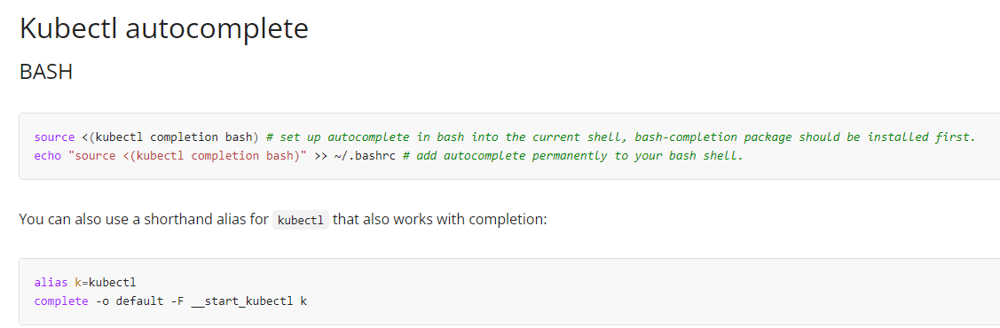 Kubectl autocomplete
BASH
source <(kubectl completion bash) # set up autocomplete in bash into the current shell, bash-completion package should be installed first.
echo "source <(kubectl completion bash)" >> ~/.bashrc # add autocomplete permanently to your bash shell.
You can also use a shorthand alias for kubectl that also works with completion:
alias k=kubectl
complete -o default -F __start_kubectl k